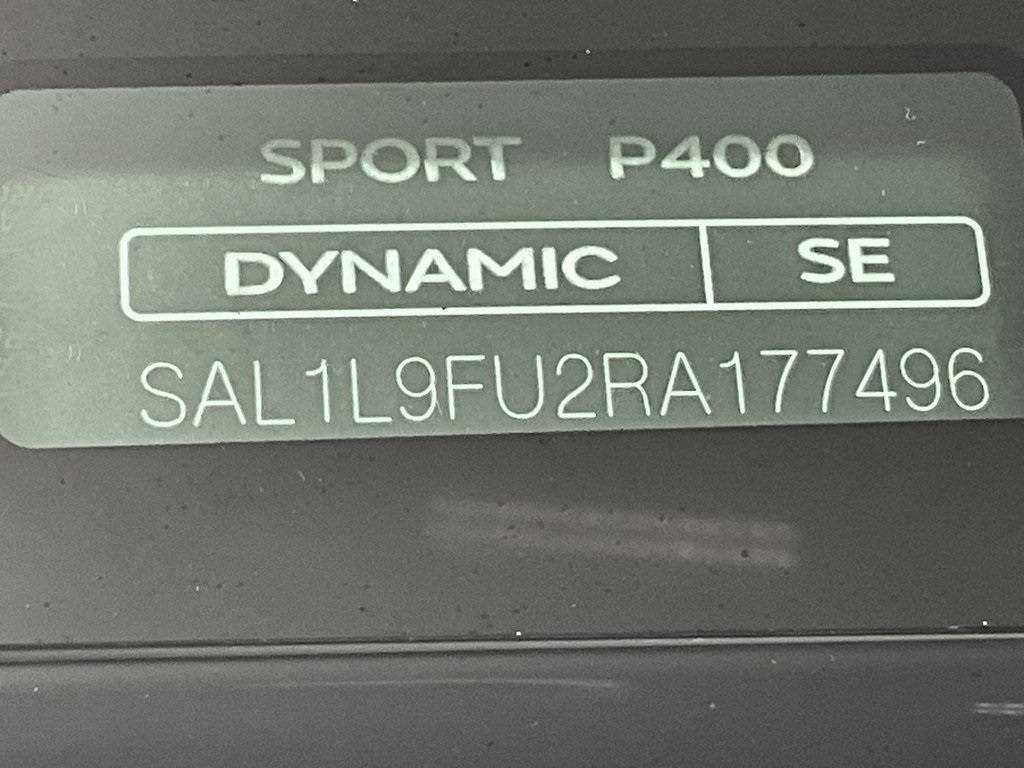 SPORT P400
DYNAMIC SE
SAL1L9FU2RA177496